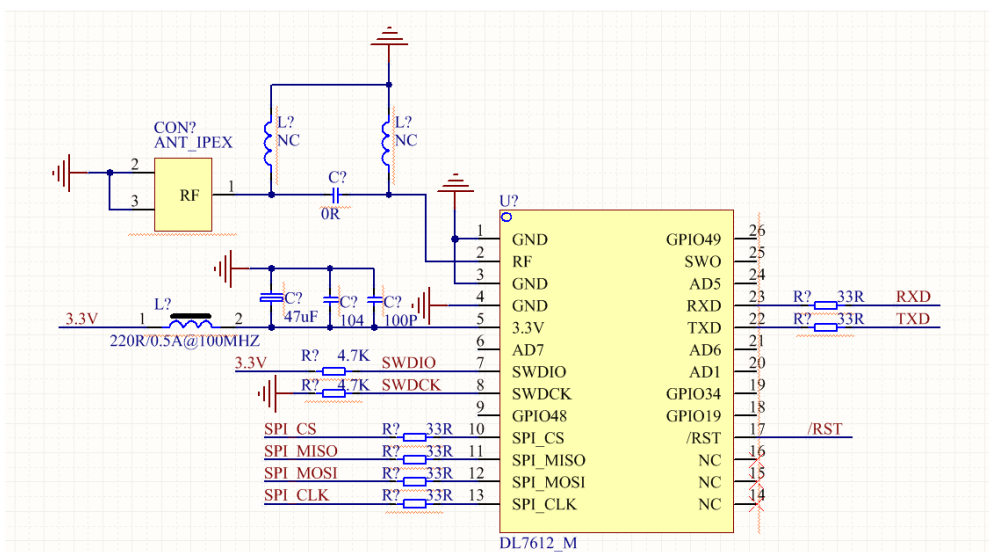 CON?
ANT_IPEX
2
3
RF
1
L?
NC
L?
NC
C?
0R
U?
1
GND
2
RF
3
GND
4
GND
5
3.3V
6
AD7
7
SWDIO
8
SWDCK
9
GPIO48
10
SPI_CS
11
SPI_MISO
12
SPI_MOSI
13
SPI_CLK
GPIO49
26
SWO
25
AD5
24
RXD
23
TXD
22
AD6
21
AD1
20
GPIO34
19
GPIO19
18
/RST
17
NC
16
NC
15
NC
14
DL7612_M
R?
33R
RXD
R?
33R
TXD
/RST
C?
47uF
C?
104
C?
100P
3.3V
1
L?
2
220R/0.5A@100MHZ
3.3V
R?
4.7K
SWDIO
R?
4.7K
SWDCK
SPI_CS
R?
33R
SPI_MISO
R?
33R
SPI_MOSI
R?
33R
SPI_CLK
R?
33R